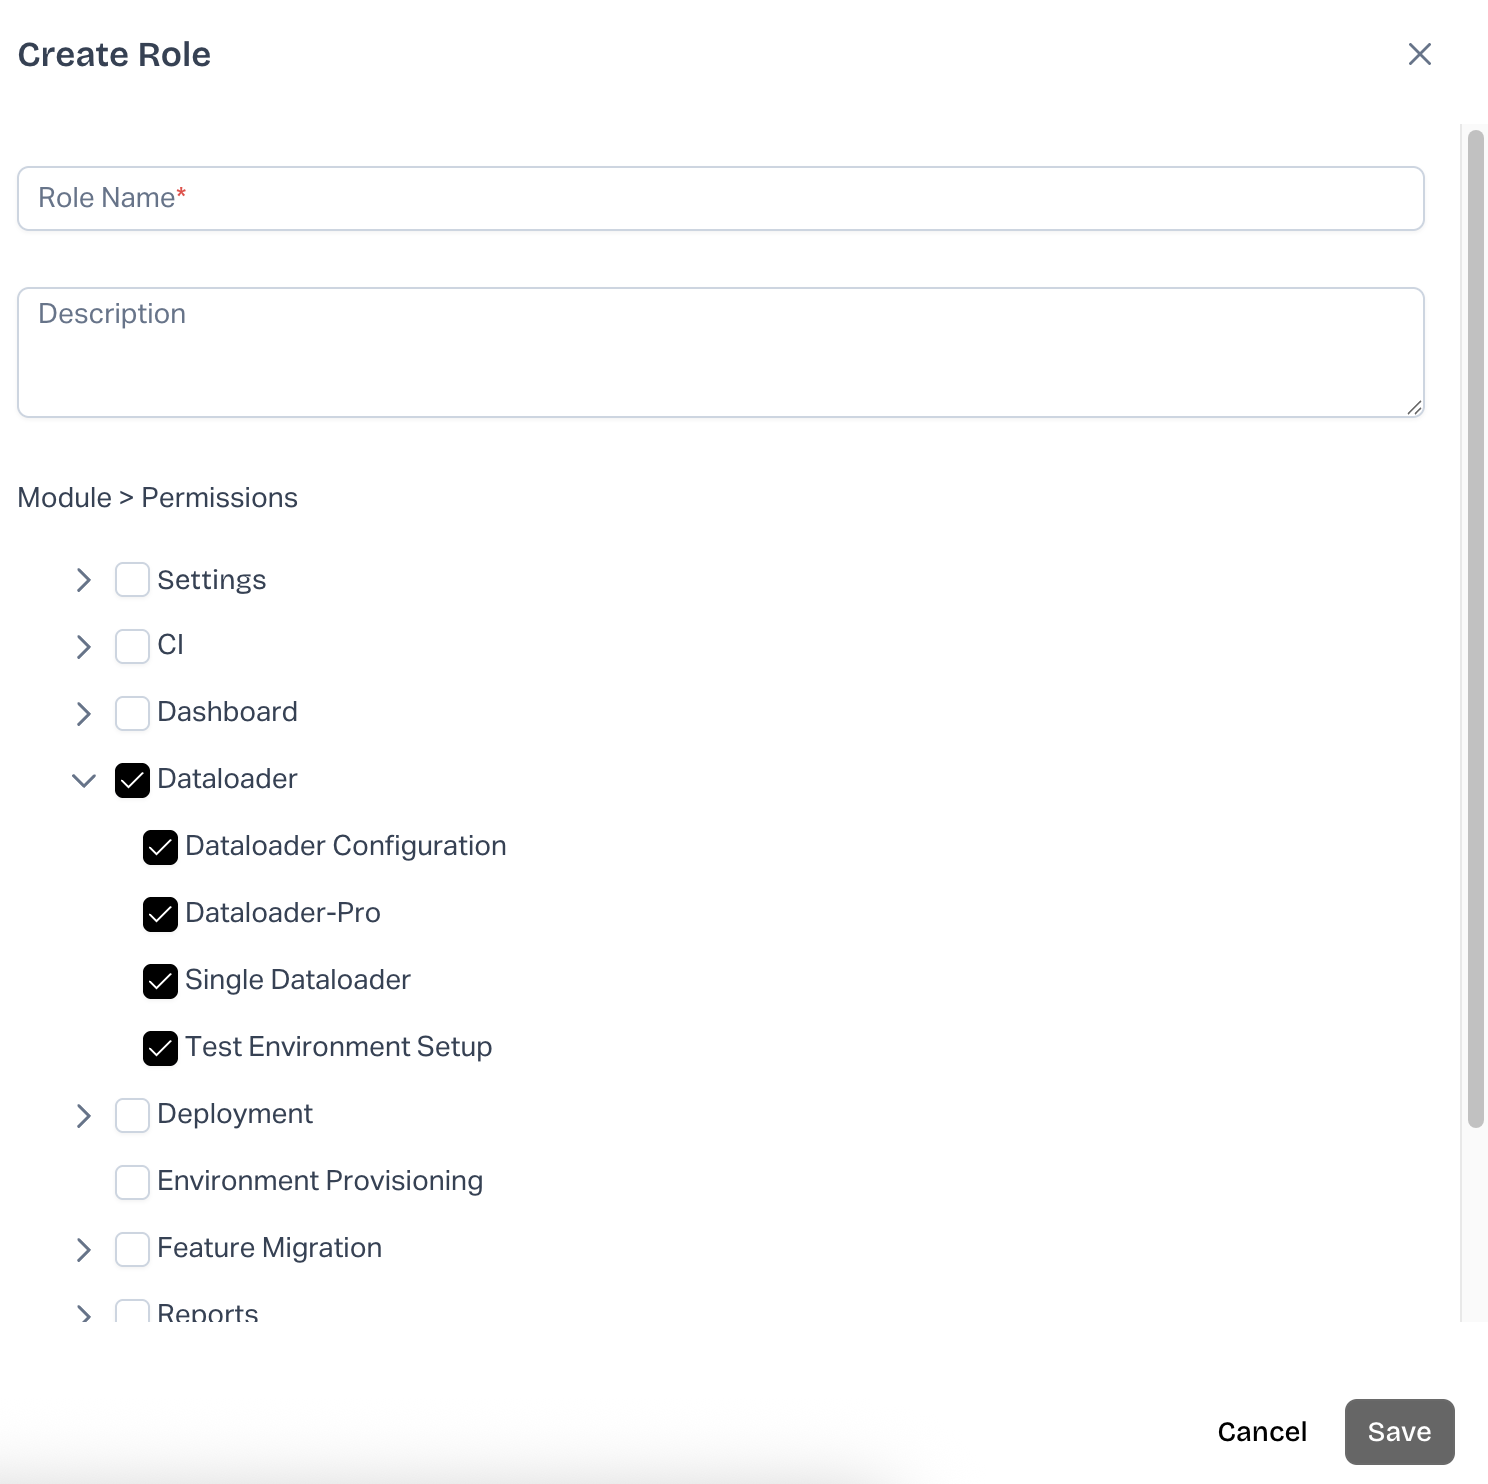 Create Role
Role Name*
Description
Module > Permissions
Settings
CI
Dashboard
Dataloader
Dataloader Configuration
Dataloader-Pro
Single Dataloader
Test Environment Setup
Deployment
Environment Provisioning
Feature Migration
Reports
Cancel Save